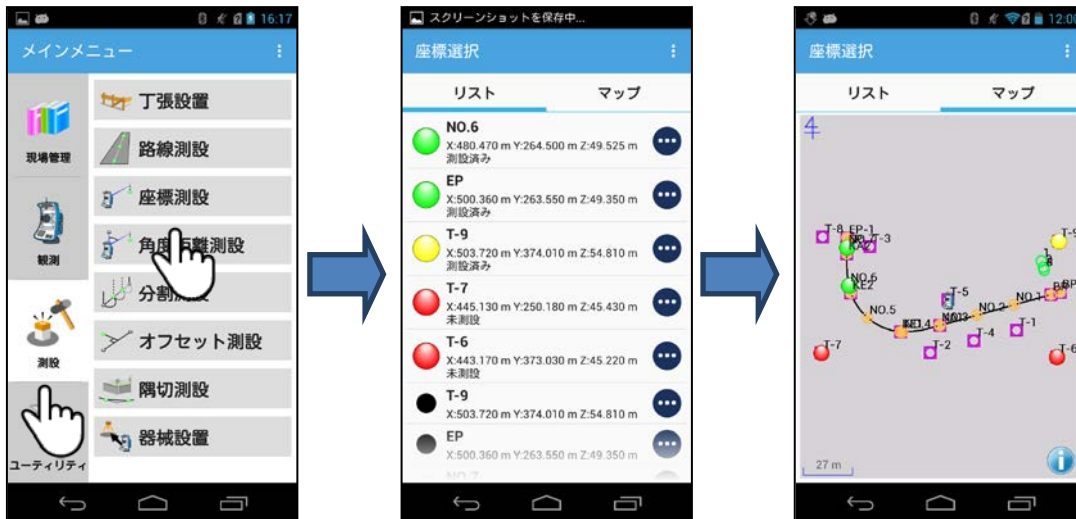 16:17
メインメニュー
現場管理
観測
測設
ユーティリティ
丁張設置
路線測設
座標測設
角度距離測設
分割測設
オフセット測設
隅切測設
器械設置
スクリーンショットを保存中...
座標選択
リスト マップ
NO.6
X:480.470 m Y:264.500 m Z:49.525 m
測設済み
EP
X:500.360 m Y:263.550 m Z:49.350 m
測設済み
T-9
X:503.720 m Y:374.010 m Z:54.810 m
測設済み
T-7
X:445.130 m Y:250.180 m Z:45.430 m
未測設
T-6
X:443.170 m Y:373.030 m Z:45.220 m
未測設
T-9
X:503.720 m Y:374.010 m Z:54.810 m
EP
X:500.360 m Y:263.550 m Z:49.350 m
NO.7
12:00
座標選択
リスト マップ
T-8 EP-1
T-3
T-9
NO.6
KE2
T-5
NO.5
NO.2
NO.1
BP
T-4
T-1
T-7
T-2
T-6
27 m